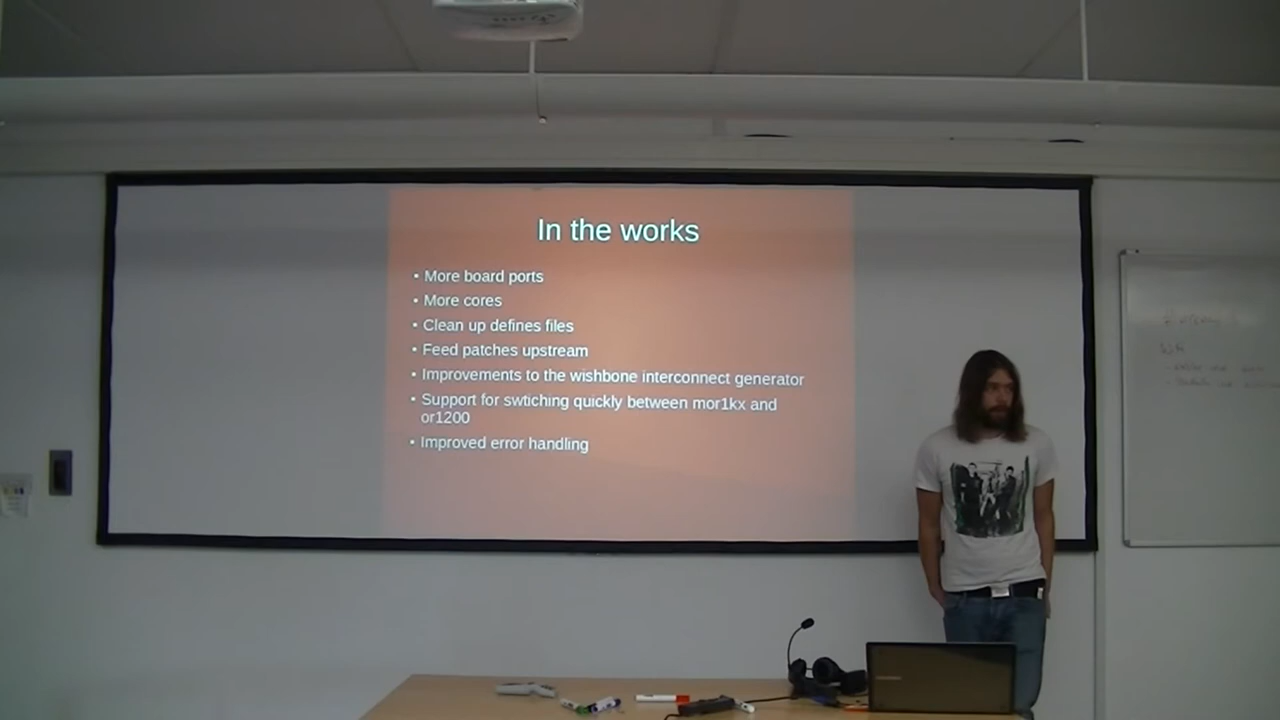 In the works
• More board ports
• More cores
• Clean up defines files
• Feed patches upstream
• Improvements to the wishbone interconnect generator
• Support for swtiching quickly between mor1kx and
or1200
• Improved error handling